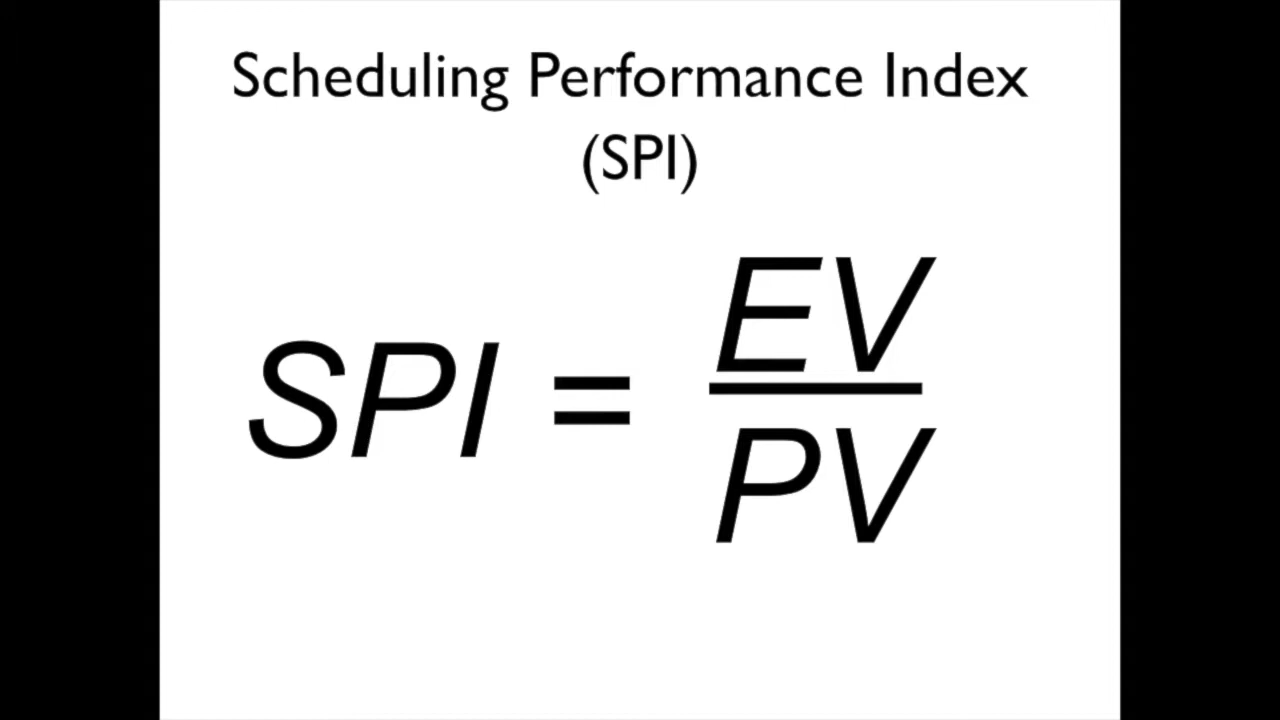 Scheduling Performance Index
(SPI)
SPI = EV
PV